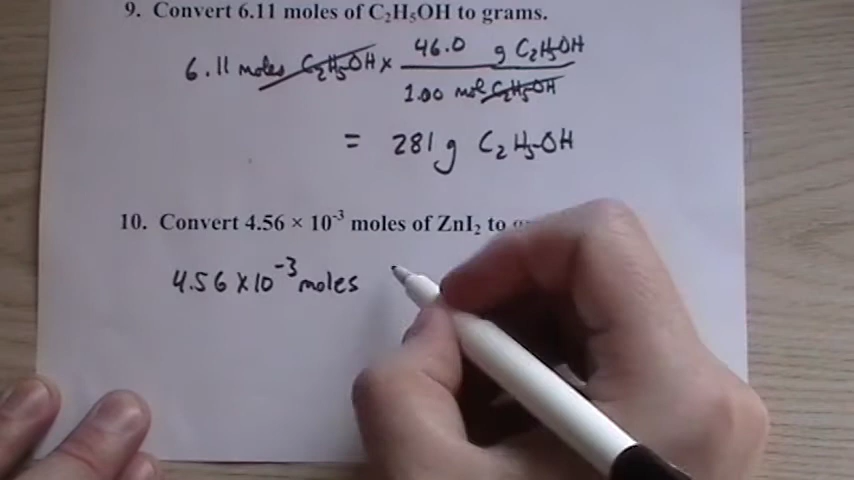 9. Convert 6.11 moles of C₂H₅OH to grams.
6.11 moles C₂H₅OH × 46.0 g C₂H₅OH
1.00 mol C₂H₅OH
= 281 g C₂H₅OH
10. Convert 4.56 × 10⁻³ moles of ZnI₂ to
4.56 × 10⁻³ moles